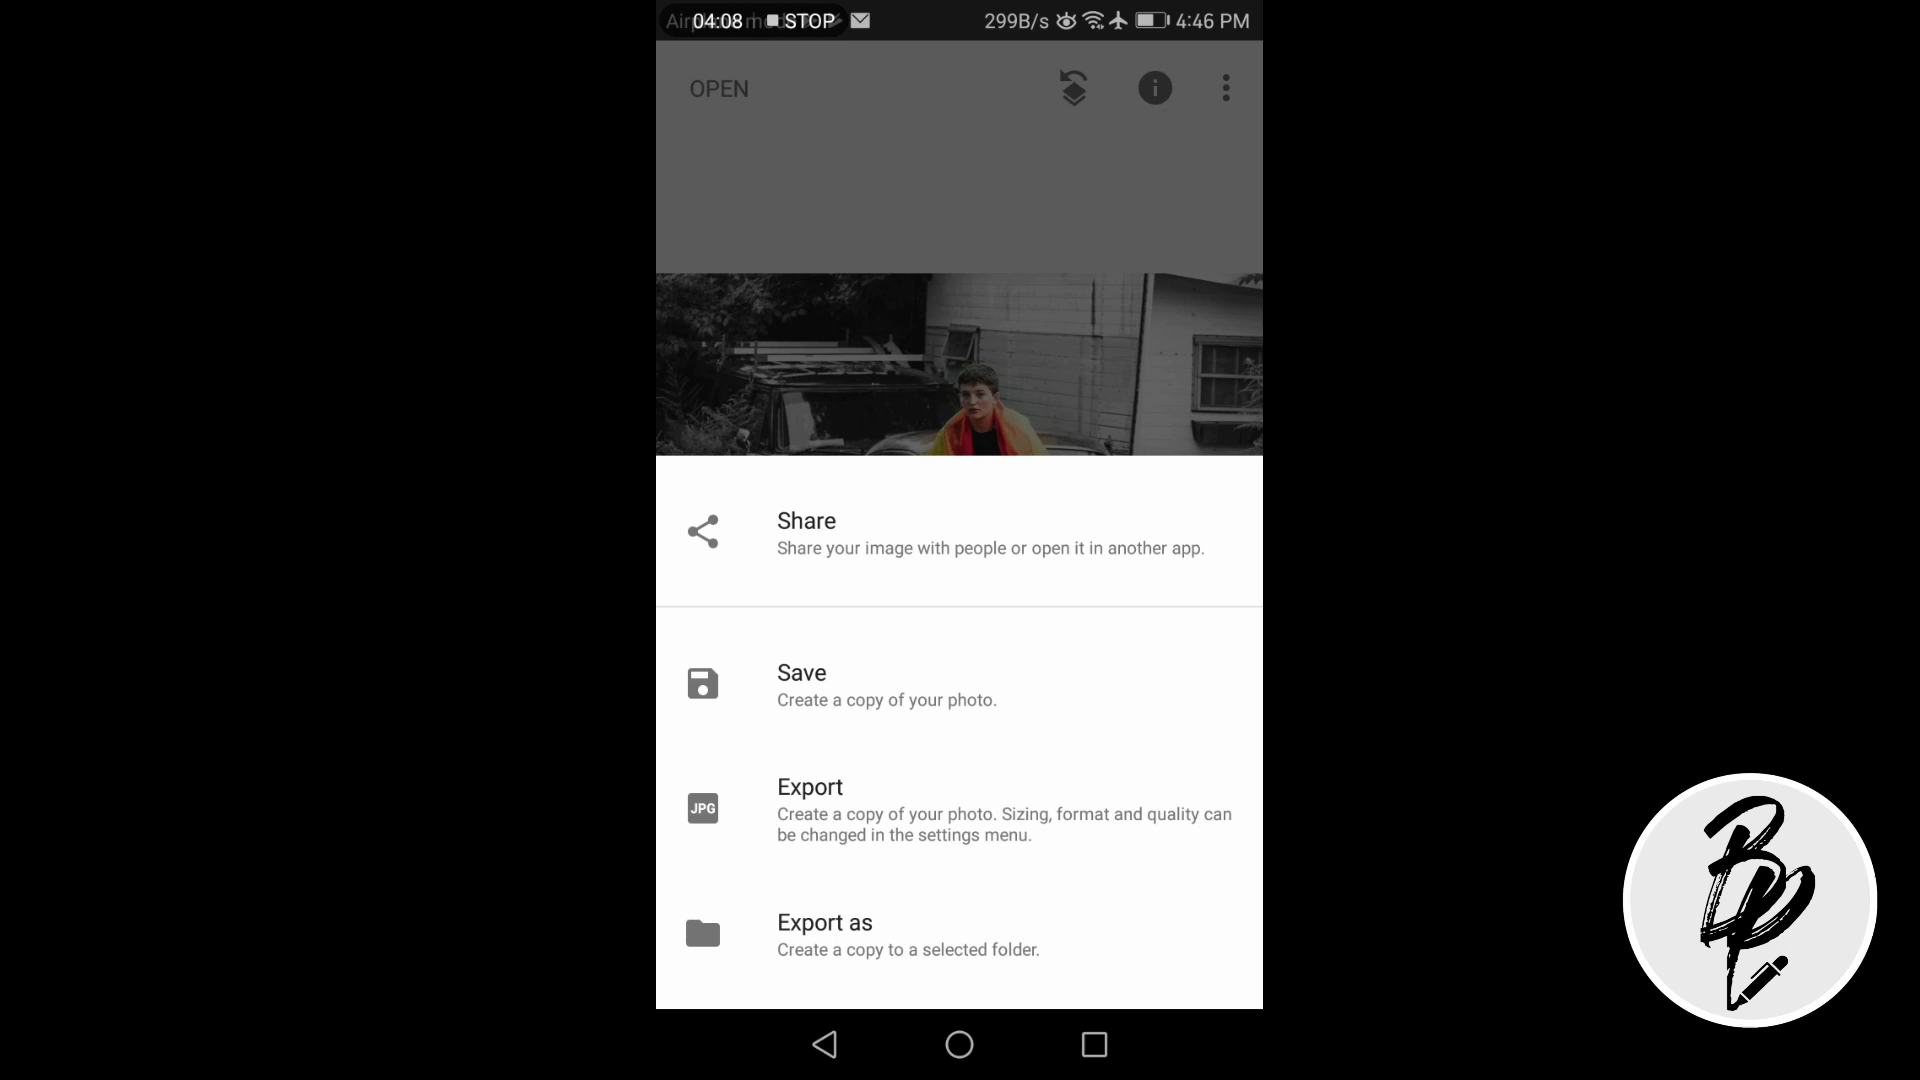 04:08 STOP 299B/s 4:46 PM
OPEN
Share
Share your image with people or open it in another app.
Save
Create a copy of your photo.
JPG
Export
Create a copy of your photo. Sizing, format and quality can
be changed in the settings menu.
Export as
Create a copy to a selected folder.